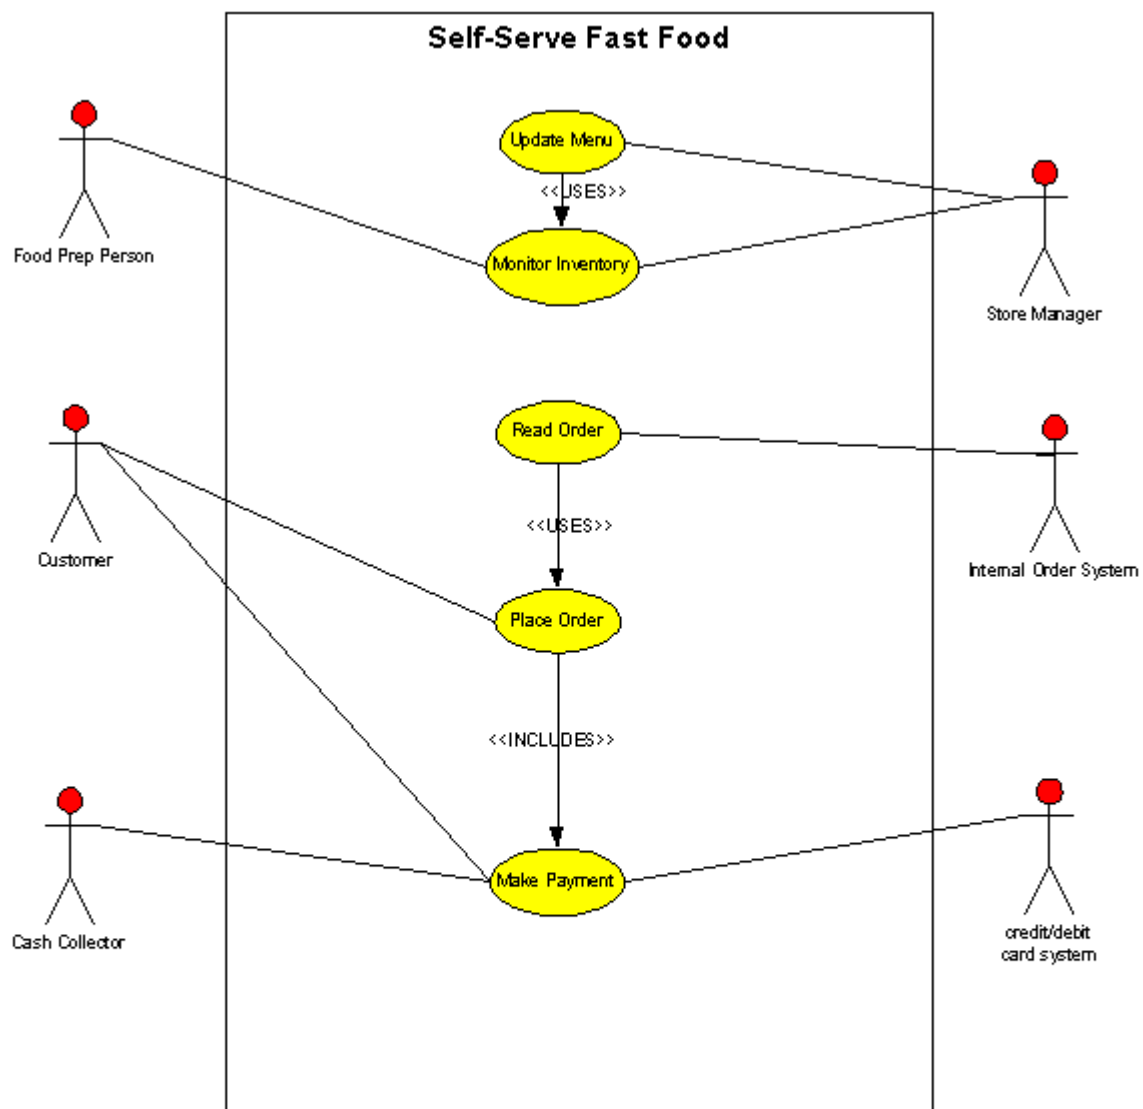 Self-Serve Fast Food
Update Menu
<<USES>>
Food Prep Person
Monitor Inventory
Store Manager
Read Order
<<USES>>
Customer
Internal Order System
Place Order
<<INCLUDES>>
Make Payment
Cash Collector
credit/debit
card system